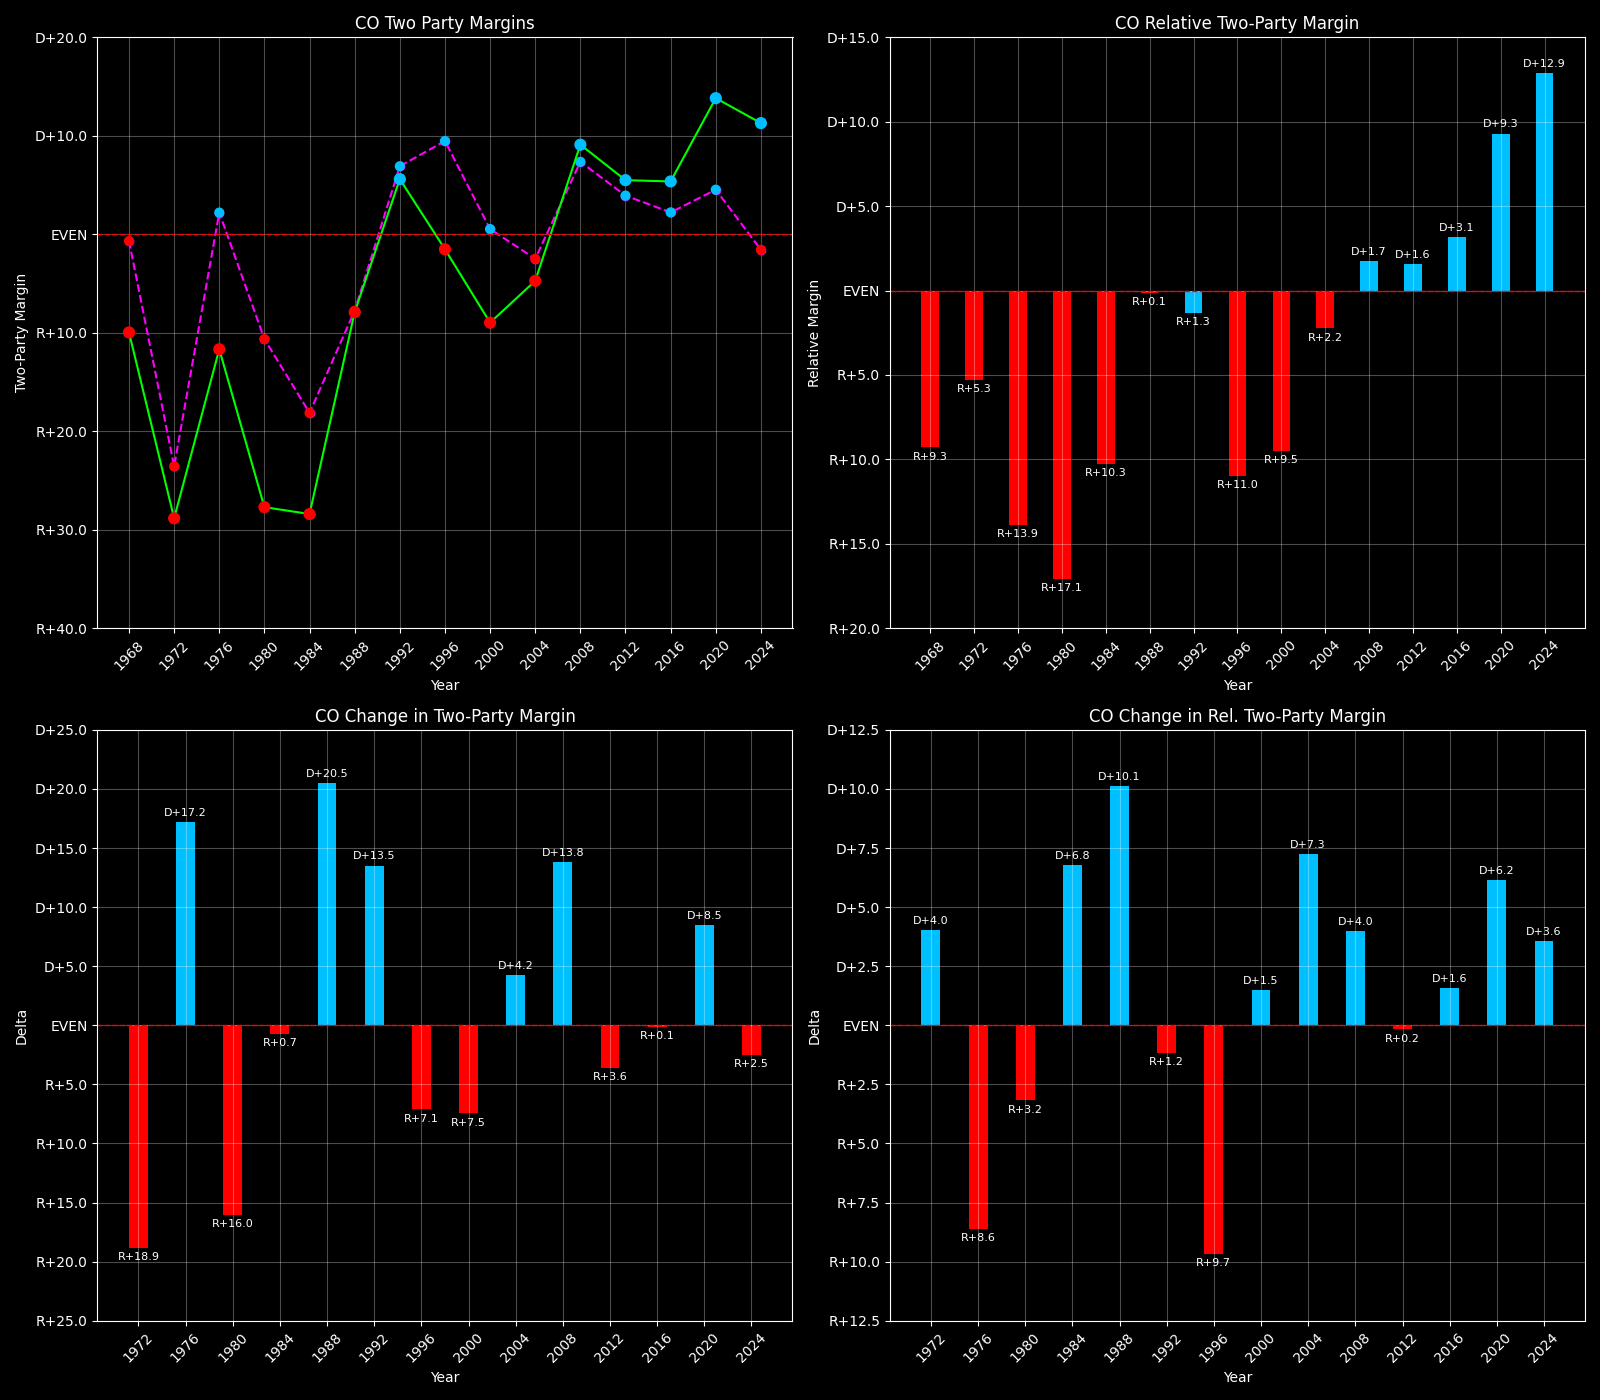 CO Two Party Margins
D+20.0
D+10.0
EVEN
R+10.0
R+20.0
R+30.0
R+40.0
Two-Party Margin
1968 1972 1976 1980 1984 1988 1992 1996 2000 2004 2008 2012 2016 2020 2024
Year
CO Relative Two-Party Margin
D+15.0
D+10.0
D+5.0
EVEN
R+5.0
R+10.0
R+15.0
R+20.0
Relative Margin
R+9.3 R+5.3 R+13.9 R+17.1 R+10.3 R+0.1 R+1.3 R+11.0 R+9.5 R+2.2 D+1.7 D+1.6 D+3.1 D+9.3 D+12.9
1968 1972 1976 1980 1984 1988 1992 1996 2000 2004 2008 2012 2016 2020 2024
Year
CO Change in Two-Party Margin
D+25.0
D+20.0
D+15.0
D+10.0
D+5.0
EVEN
R+5.0
R+10.0
R+15.0
R+20.0
R+25.0
Delta
R+18.9 D+17.2 R+16.0 R+0.7 D+20.5 D+13.5 R+7.1 R+7.5 D+4.2 D+13.8 R+3.6 R+0.1 D+8.5 R+2.5
1972 1976 1980 1984 1988 1992 1996 2000 2004 2008 2012 2016 2020 2024
Year
CO Change in Rel. Two-Party Margin
D+12.5
D+10.0
D+7.5
D+5.0
D+2.5
EVEN
R+2.5
R+5.0
R+7.5
R+10.0
R+12.5
Delta
D+4.0 R+8.6 R+3.2 D+6.8 D+10.1 R+1.2 R+9.7 D+1.5 D+7.3 D+4.0 R+0.2 D+1.6 D+6.2 D+3.6
1972 1976 1980 1984 1988 1992 1996 2000 2004 2008 2012 2016 2020 2024
Year